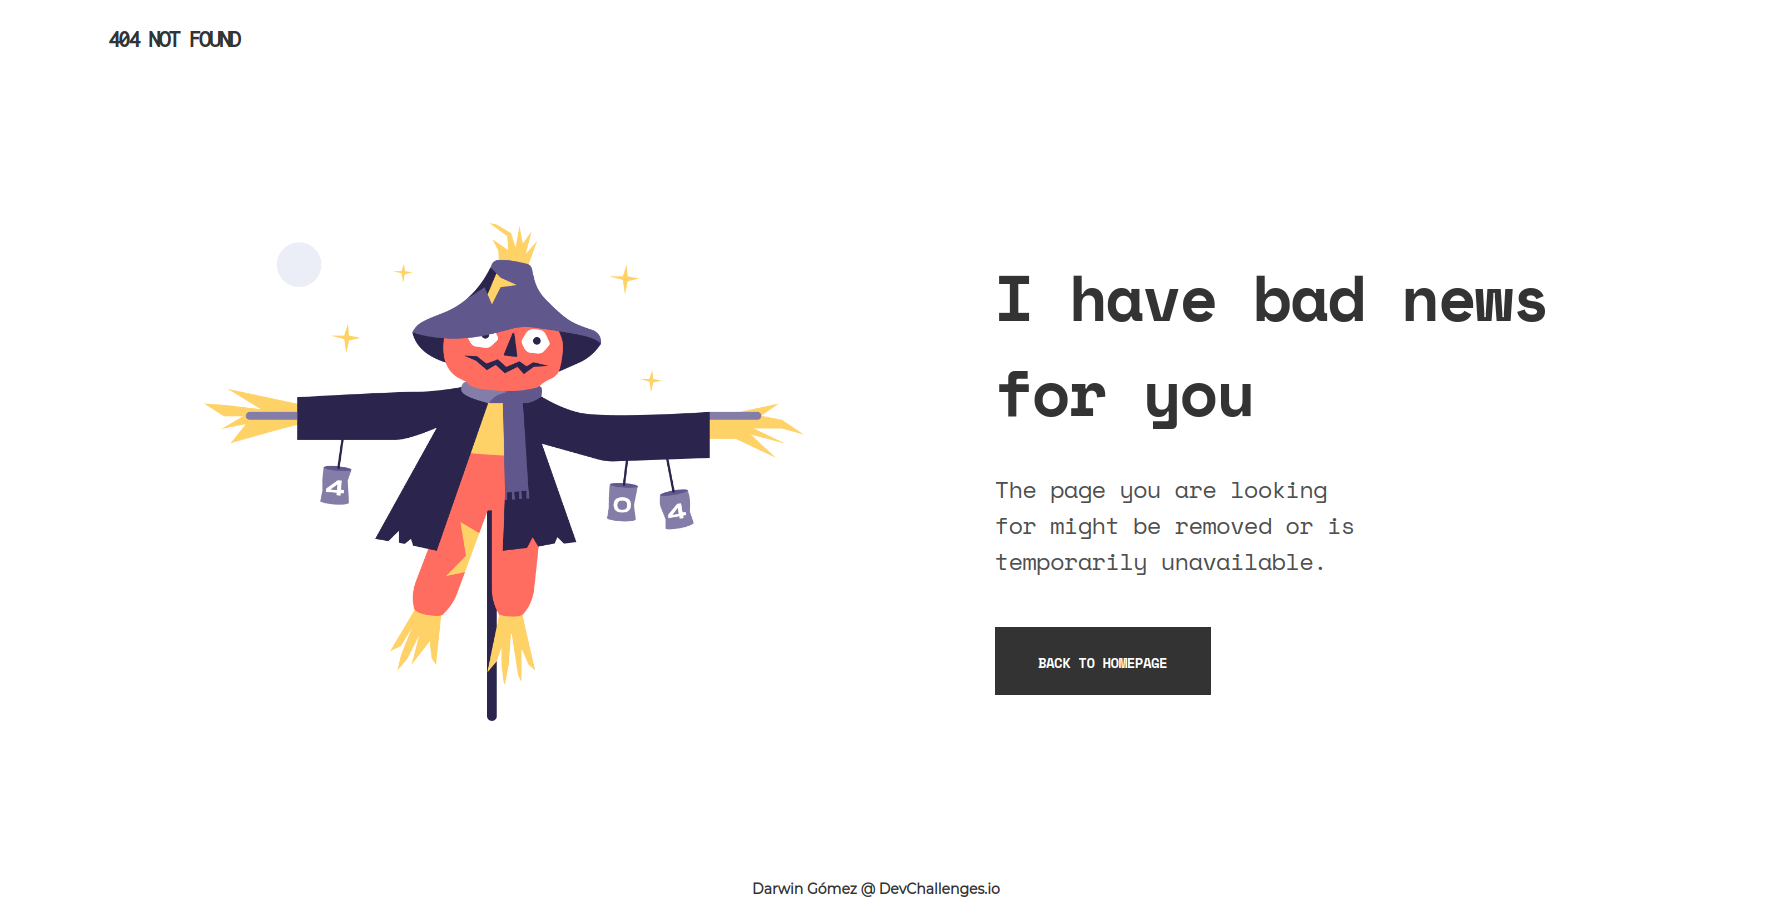 404 NOT FOUND
I have bad news
for you
4
0
4
The page you are looking
for might be removed or is
temporarily unavailable.
BACK TO HOMEPAGE
Darwin Gómez @ DevChallenges.io